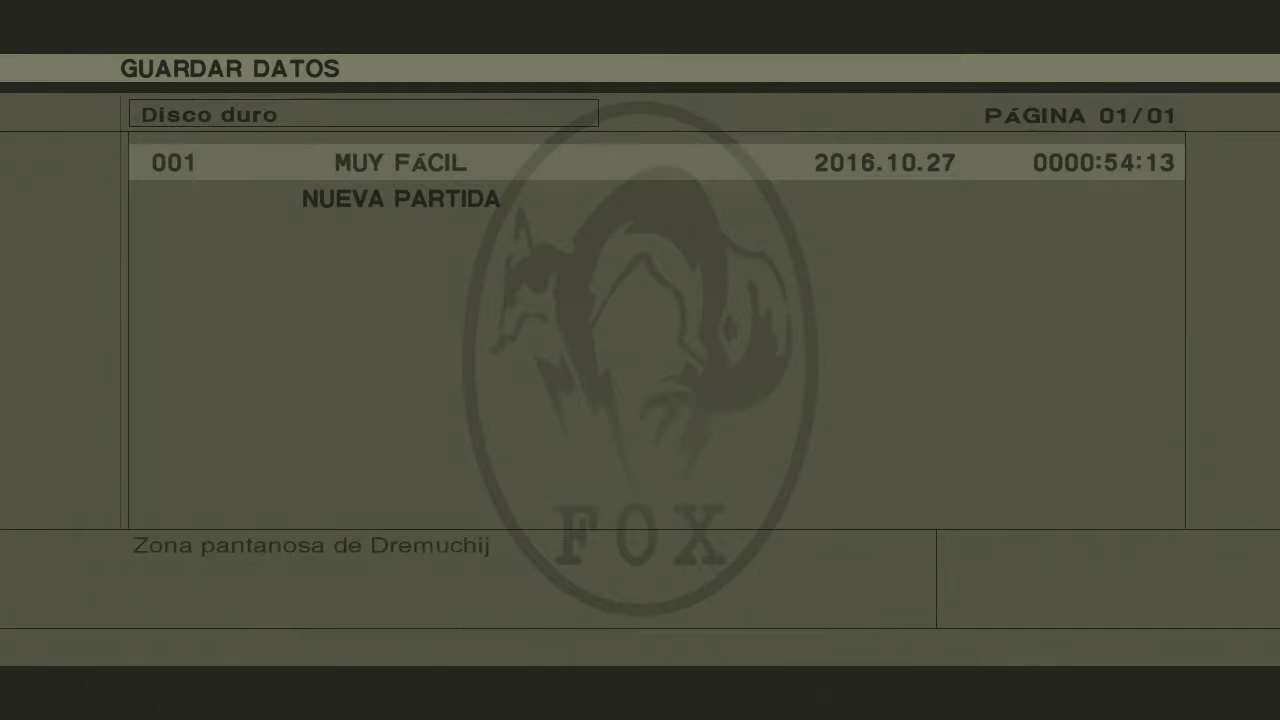 GUARDAR DATOS
Disco duro PÁGINA 01/01
001 MUY FÁCIL 2016.10.27 0000:54:13
NUEVA PARTIDA
Zona pantanosa de Dremuchij
FOX